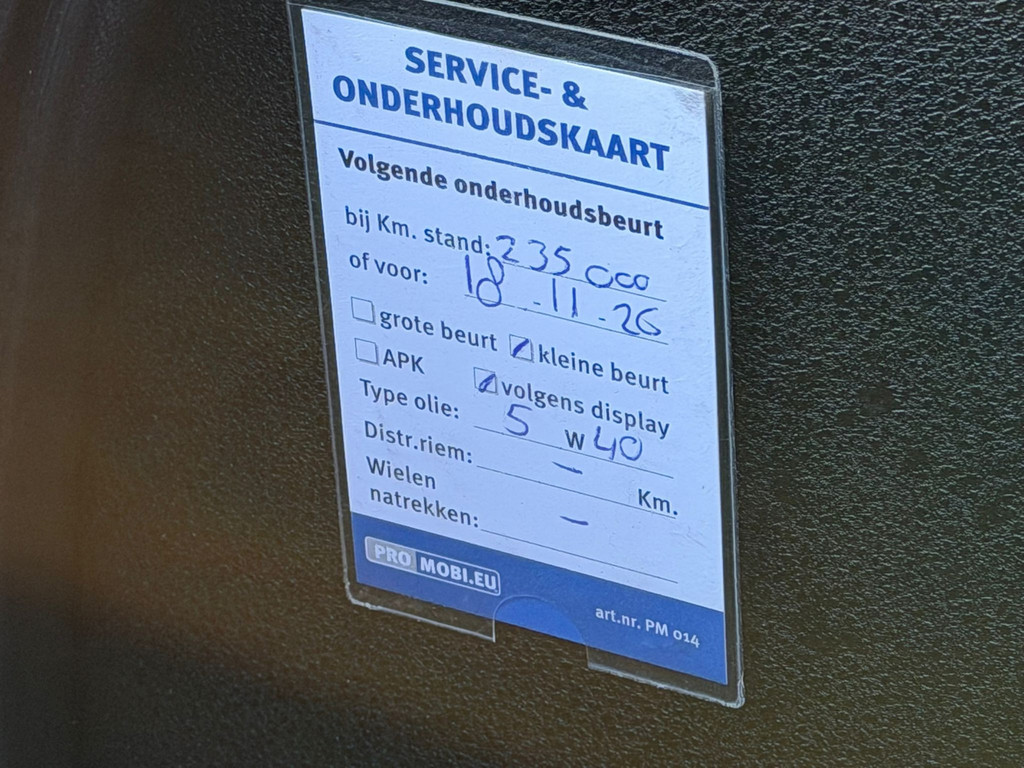 SERVICE- &
ONDERHOUDSKAART
Volgende onderhoudsbeurt
bij Km. stand: 235 000
of voor: 18 - 11 - 26
grote beurt kleine beurt
APK volgens display
Type olie: 5 W 40
Distr.riem: - Km.
Wielen
natrekken: -
PRO MOBI.EU
art.nr. PM 014